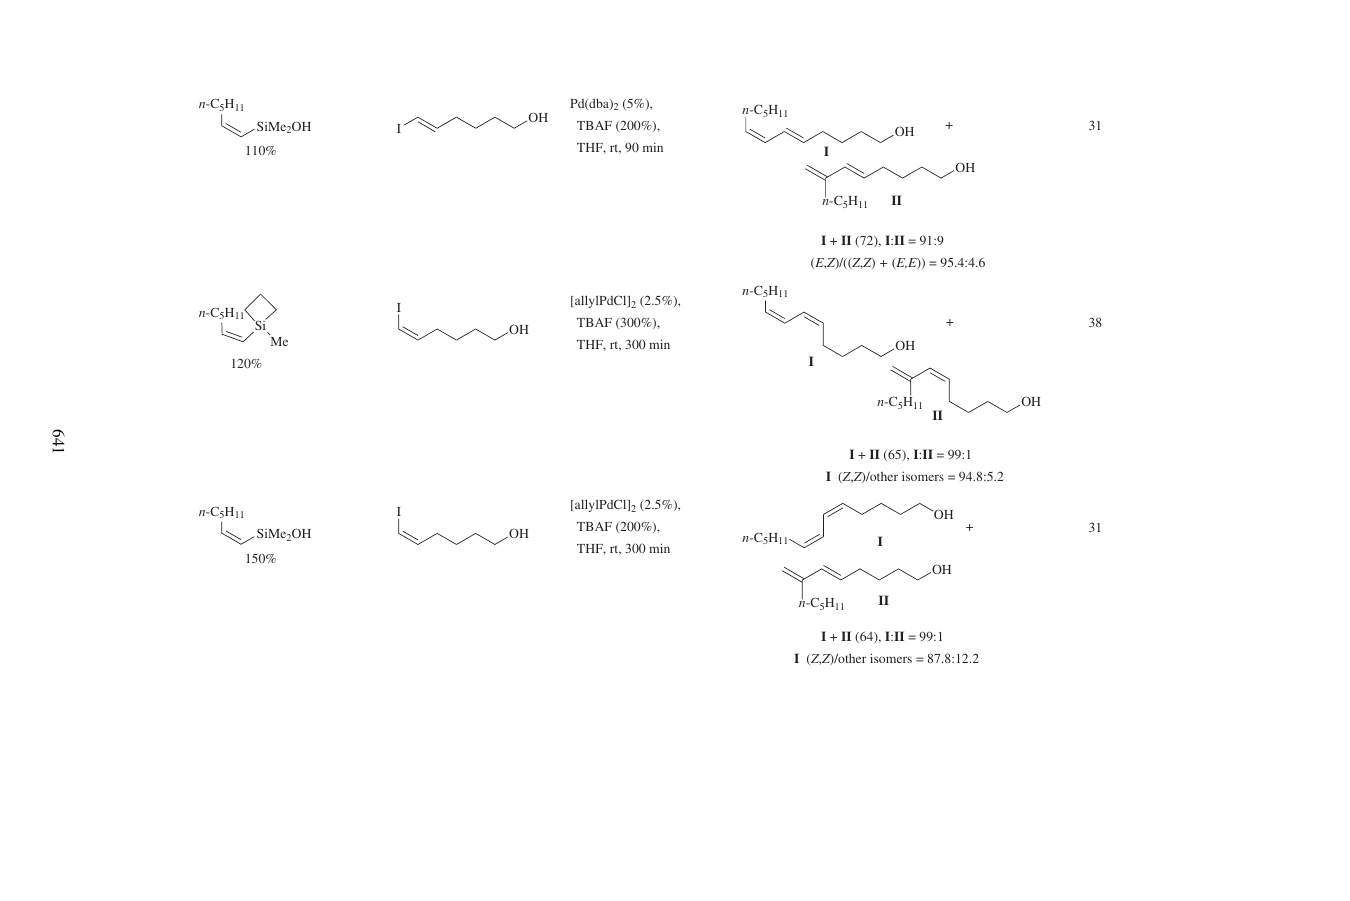 n-C5H11
SiMe2OH
110%
I
OH
Pd(dba)2 (5%),
TBAF (200%),
THF, rt, 90 min
n-C5H11
OH
I
+
31
OH
n-C5H11
II
I + II (72), I:II = 91:9
(E,Z)/((Z,Z) + (E,E)) = 95.4:4.6
n-C5H11
Si
Me
120%
I
OH
[allylPdCl]2 (2.5%),
TBAF (300%),
THF, rt, 300 min
n-C5H11
OH
I
+
38
n-C5H11
OH
II
I + II (65), I:II = 99:1
I (Z,Z)/other isomers = 94.8:5.2
641
n-C5H11
SiMe2OH
150%
I
OH
[allylPdCl]2 (2.5%),
TBAF (200%),
THF, rt, 300 min
OH
n-C5H11
I
+
31
OH
n-C5H11
II
I + II (64), I:II = 99:1
I (Z,Z)/other isomers = 87.8:12.2